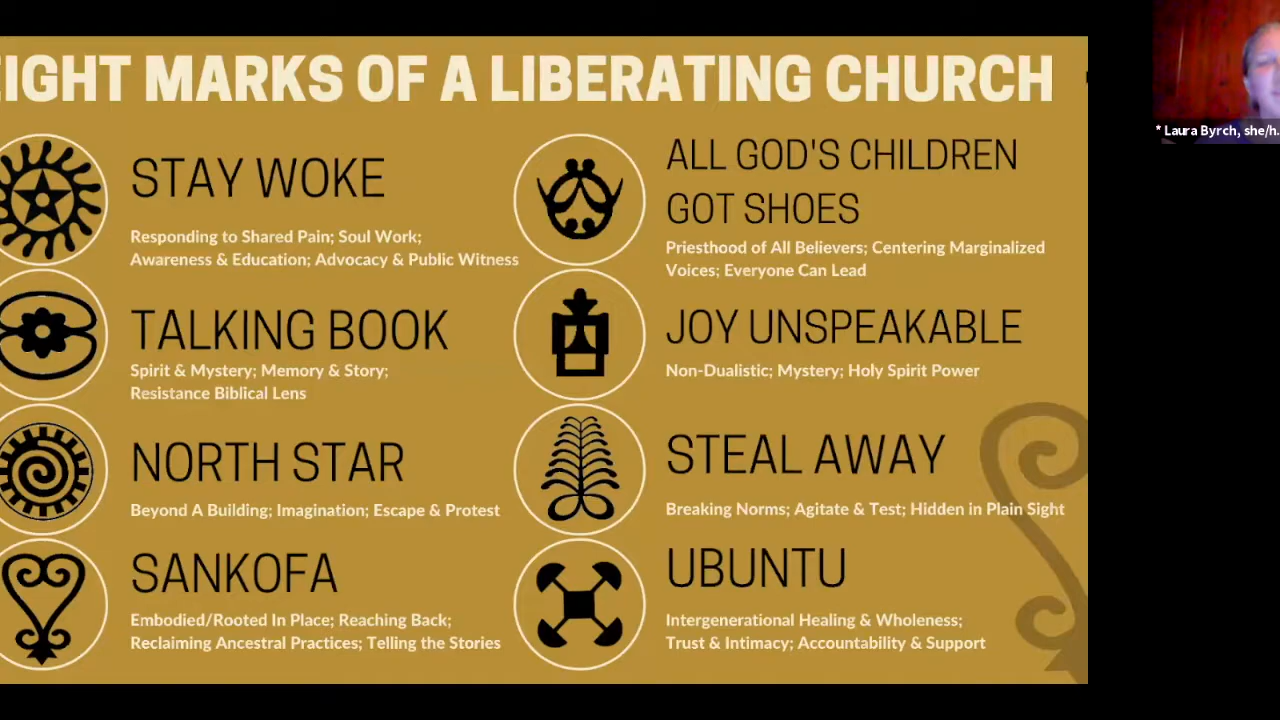 EIGHT MARKS OF A LIBERATING CHURCH
STAY WOKE
Responding to Shared Pain; Soul Work;
Awareness & Education; Advocacy & Public Witness
TALKING BOOK
Spirit & Mystery; Memory & Story;
Resistance Biblical Lens
NORTH STAR
Beyond A Building; Imagination; Escape & Protest
SANKOFA
Embodied/Rooted In Place; Reaching Back;
Reclaiming Ancestral Practices; Telling the Stories
ALL GOD'S CHILDREN
GOT SHOES
Priesthood of All Believers; Centering Marginalized
Voices; Everyone Can Lead
JOY UNSPEAKABLE
Non-Dualistic; Mystery; Holy Spirit Power
STEAL AWAY
Breaking Norms; Agitate & Test; Hidden in Plain Sight
UBUNTU
Intergenerational Healing & Wholeness;
Trust & Intimacy; Accountability & Support
* Laura Byrch, she/h.